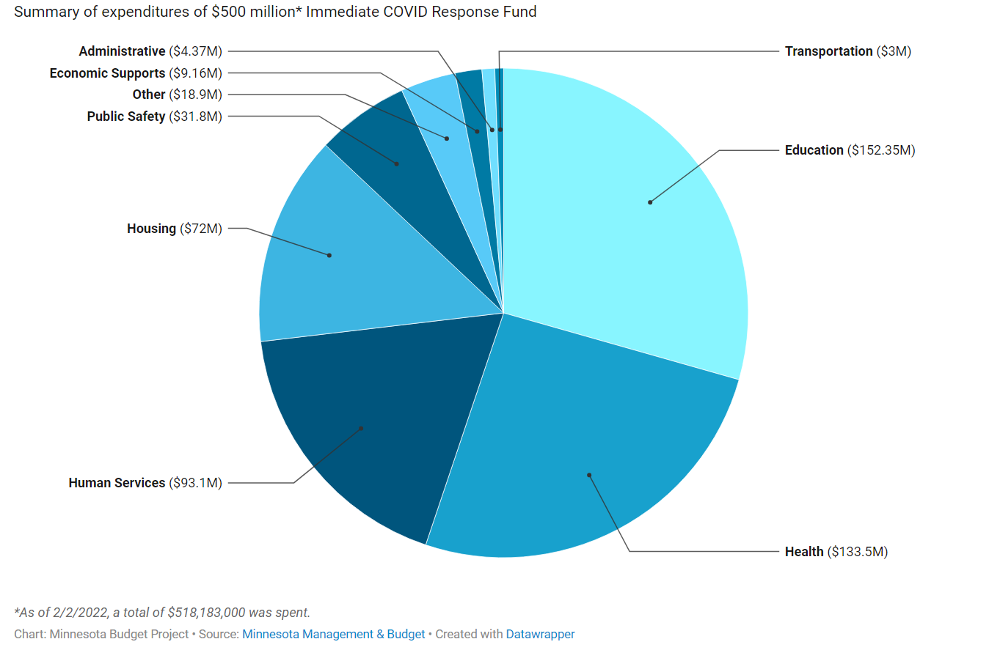 Summary of expenditures of $500 million* Immediate COVID Response Fund
Administrative ($4.37M)
Transportation ($3M)
Economic Supports ($9.16M)
Other ($18.9M)
Public Safety ($31.8M)
Education ($152.35M)
Housing ($72M)
Human Services ($93.1M)
Health ($133.5M)
*As of 2/2/2022, a total of $518,183,000 was spent.
Chart: Minnesota Budget Project • Source: Minnesota Management & Budget • Created with Datawrapper